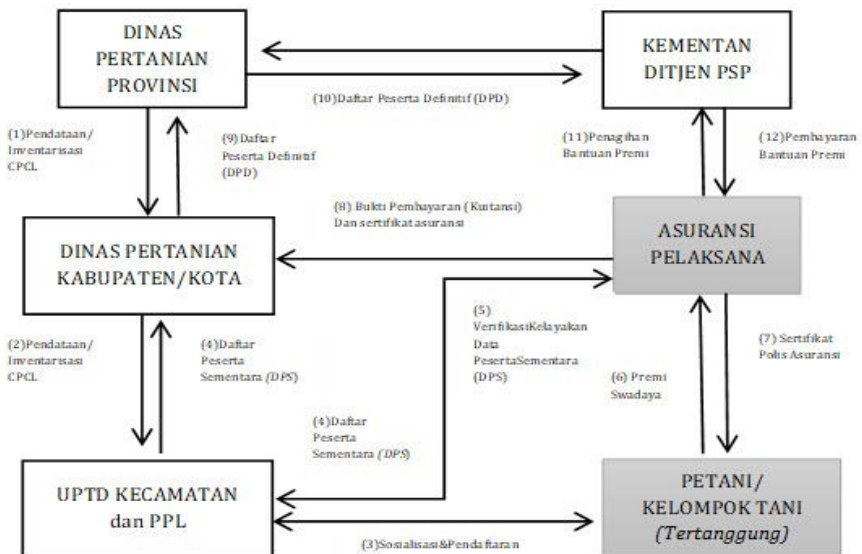 DINAS
PERTANIAN
PROVINSI
KEMENTAN
DITJEN PSP
(10)Daftar Peserta Definitif (DPD)
(1)Pendataan/
Inventarisasi
CPCL
(9)Daftar
Peserta Definitif
(DPD)
(11)Penagihan
Bantuan Premi
(12)Pembayaran
Bantuan Premi
(8) Bukti Pembayaran (Kuitansi)
Dan sertifikat asuransi
DINAS PERTANIAN
KABUPATEN/KOTA
ASURANSI
PELAKSANA
(2)Pendataan/
Inventarisasi
CPCL
(4)Daftar
Peserta
Sementara (DPS)
(5)
VerifikasiKelayakan
Data
PesertaSementara
(DPS)
(6) Premi
Swadaya
(7) Sertifikat
Polis Asuransi
(4)Daftar
Peserta
Sementara (DPS)
UPTD KECAMATAN
dan PPL
PETANI/
KELOMPOK TANI
(Tertanggung)
(3)Sosialisasi&Pendaftaran